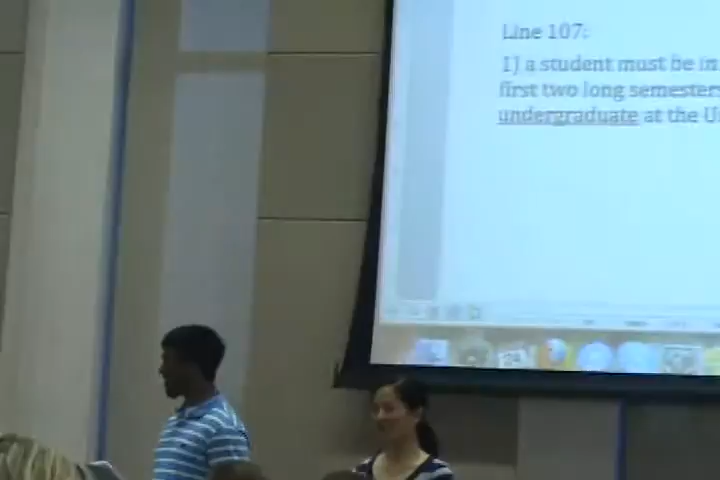 Line 107:
1) a student must be in
first two long semesters
undergraduate at the U